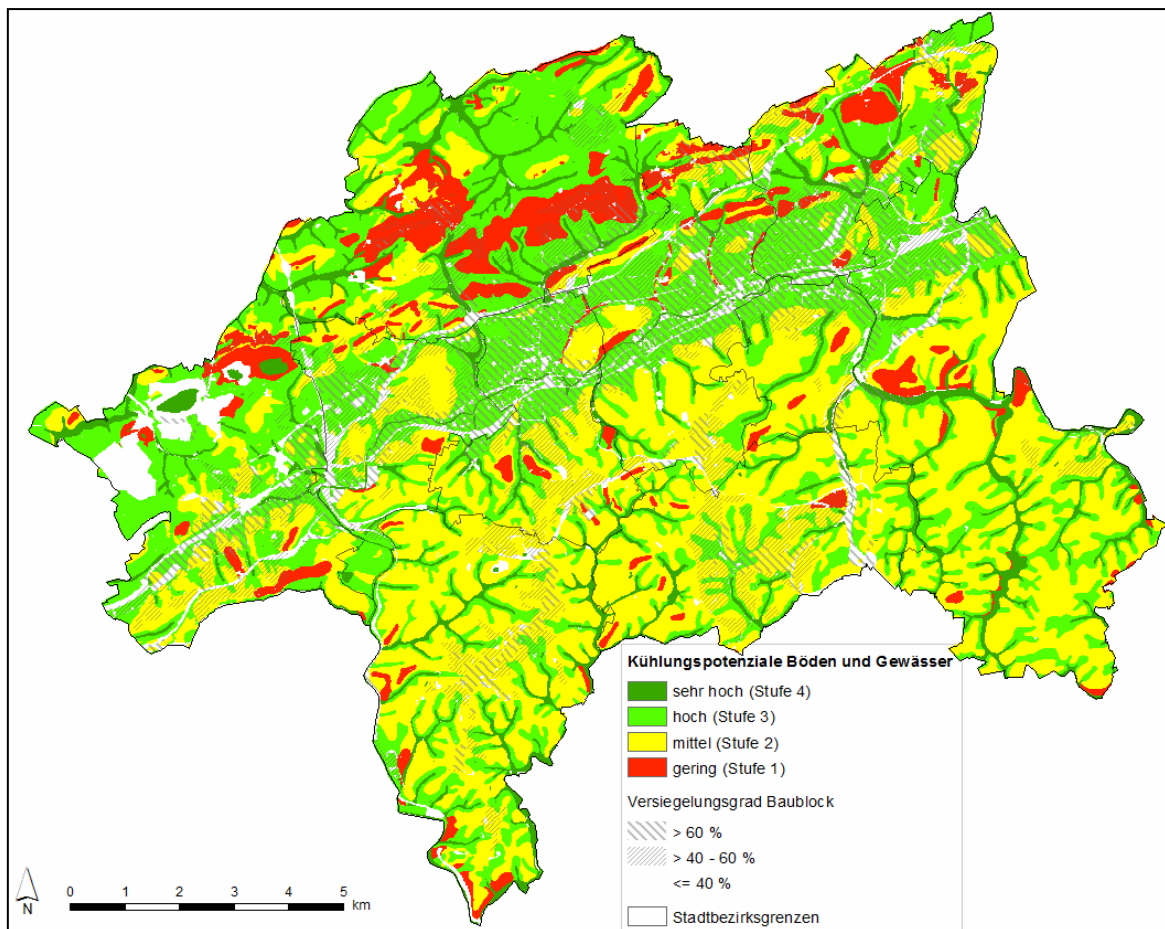 Kühlungspotenziale Böden und Gewässer
sehr hoch (Stufe 4)
hoch (Stufe 3)
mittel (Stufe 2)
gering (Stufe 1)
Versiegelungsgrad Baublock
> 60 %
> 40 - 60 %
<= 40 %
Stadtbezirksgrenzen
N
0 1 2 3 4 5
km